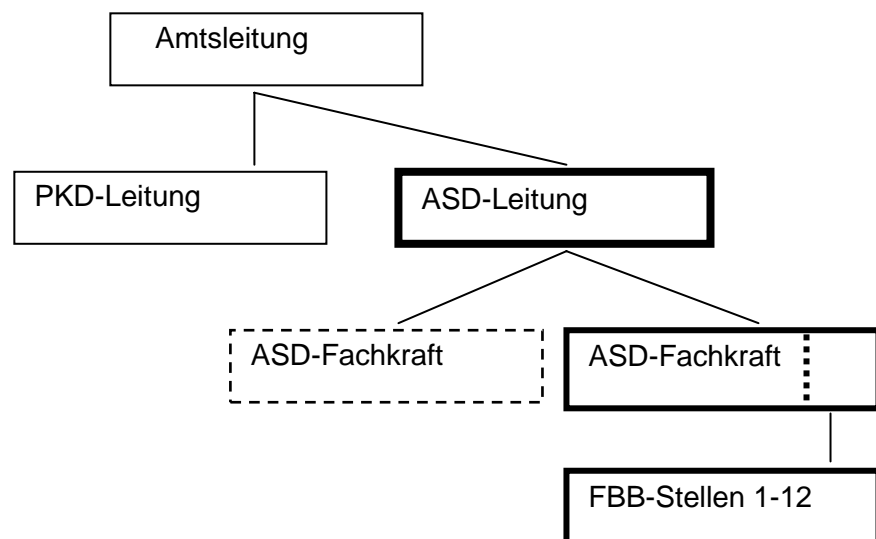 Amtsleitung
PKD-Leitung
ASD-Leitung
ASD-Fachkraft
ASD-Fachkraft
FBB-Stellen 1-12